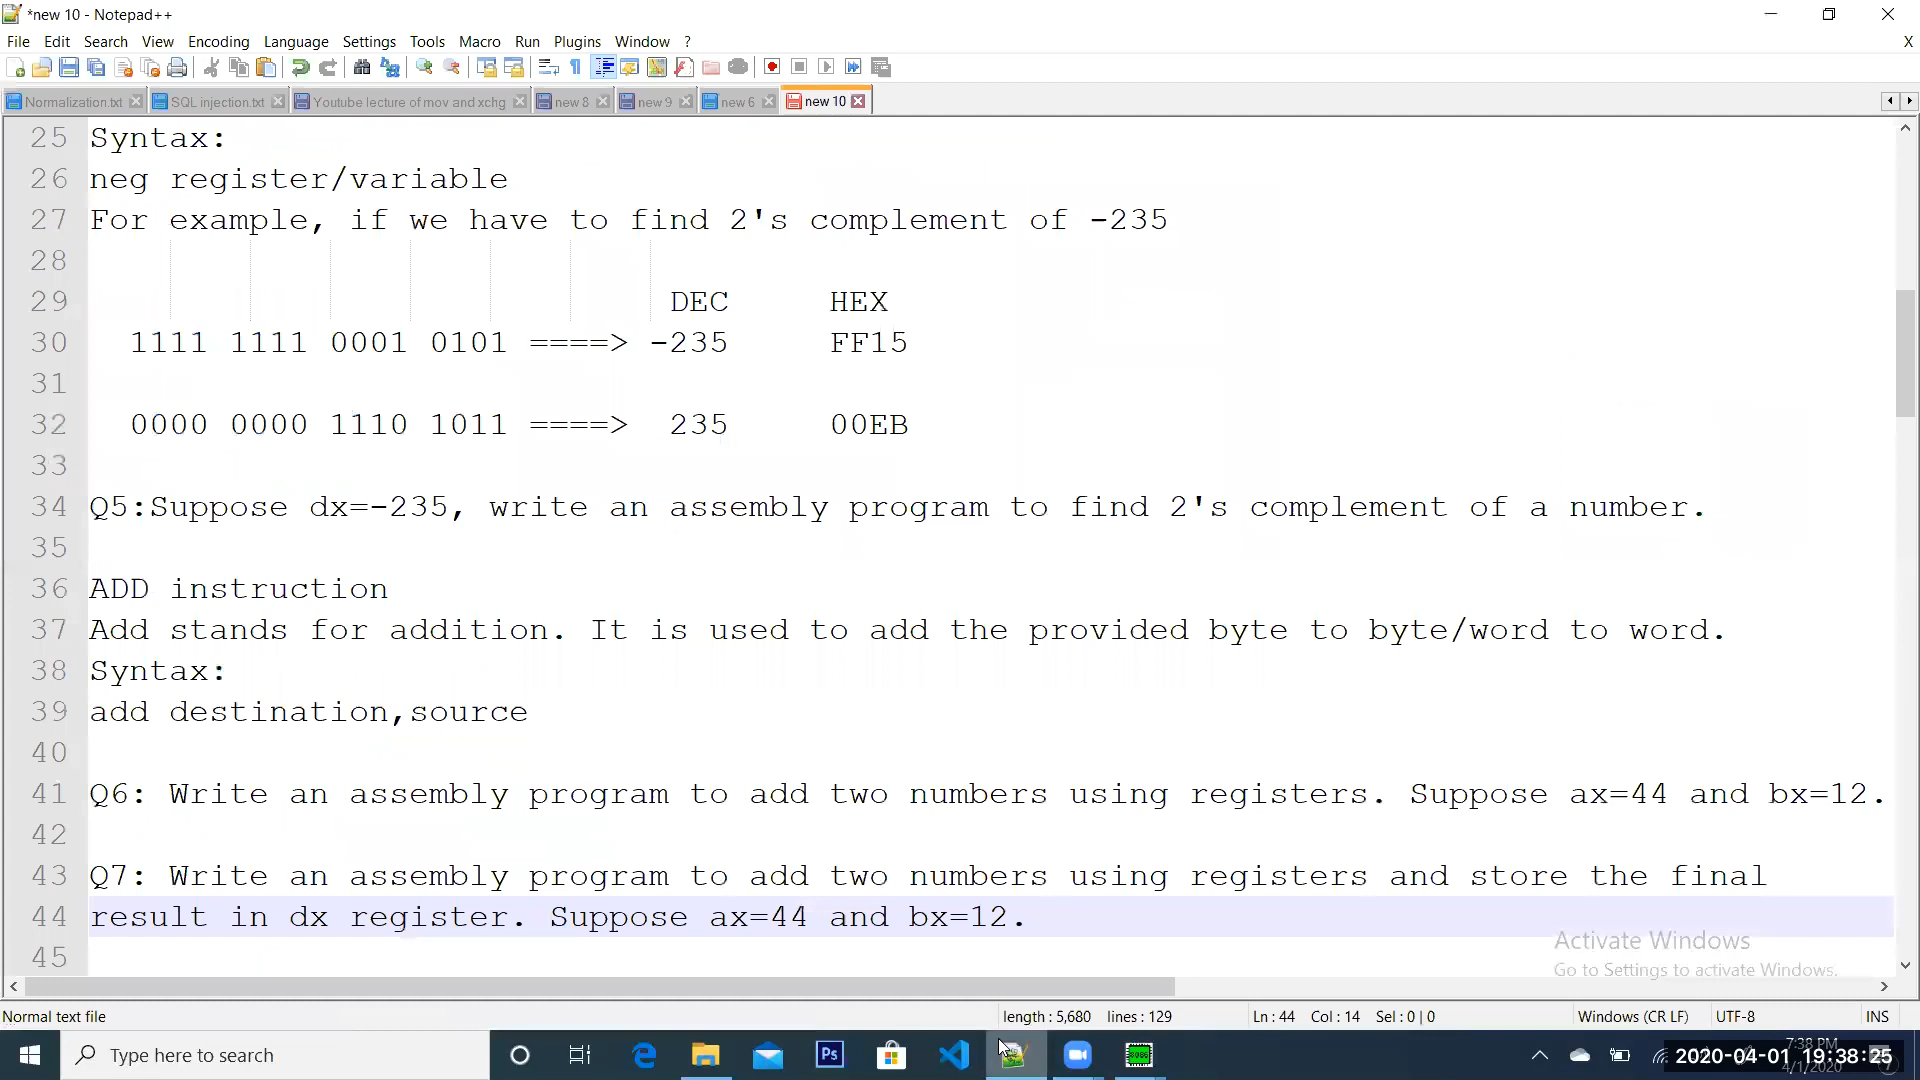 *new 10 - Notepad++
File Edit Search View Encoding Language Settings Tools Macro Run Plugins Window ? X
Normalization.txt SQL injection.txt Youtube lecture of mov and xchg new 8 new 9 new 6 new 10
25 Syntax:
26 neg register/variable
27 For example, if we have to find 2's complement of -235
28
29 DEC HEX
30 1111 1111 0001 0101 ====> -235 FF15
31
32 0000 0000 1110 1011 ====> 235 00EB
33
34 Q5:Suppose dx=-235, write an assembly program to find 2's complement of a number.
35
36 ADD instruction
37 Add stands for addition. It is used to add the provided byte to byte/word to word.
38 Syntax:
39 add destination,source
40
41 Q6: Write an assembly program to add two numbers using registers. Suppose ax=44 and bx=12.
42
43 Q7: Write an assembly program to add two numbers using registers and store the final
44 result in dx register. Suppose ax=44 and bx=12.
45
Activate Windows
Go to Settings to activate Windows.
Normal text file length : 5,680 lines : 129 Ln : 44 Col : 14 Sel : 0 | 0 Windows (CR LF) UTF-8 INS
Type here to search
Ps
8086
7:38 PM
2020-04-01 19:38:25
4/1/2020